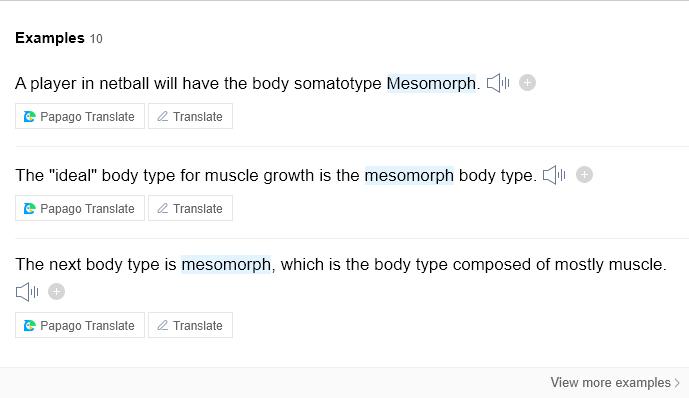 Examples 10
A player in netball will have the body somatotype Mesomorph.
Papago Translate Translate
The "ideal" body type for muscle growth is the mesomorph body type.
Papago Translate Translate
The next body type is mesomorph, which is the body type composed of mostly muscle.
Papago Translate Translate
View more examples